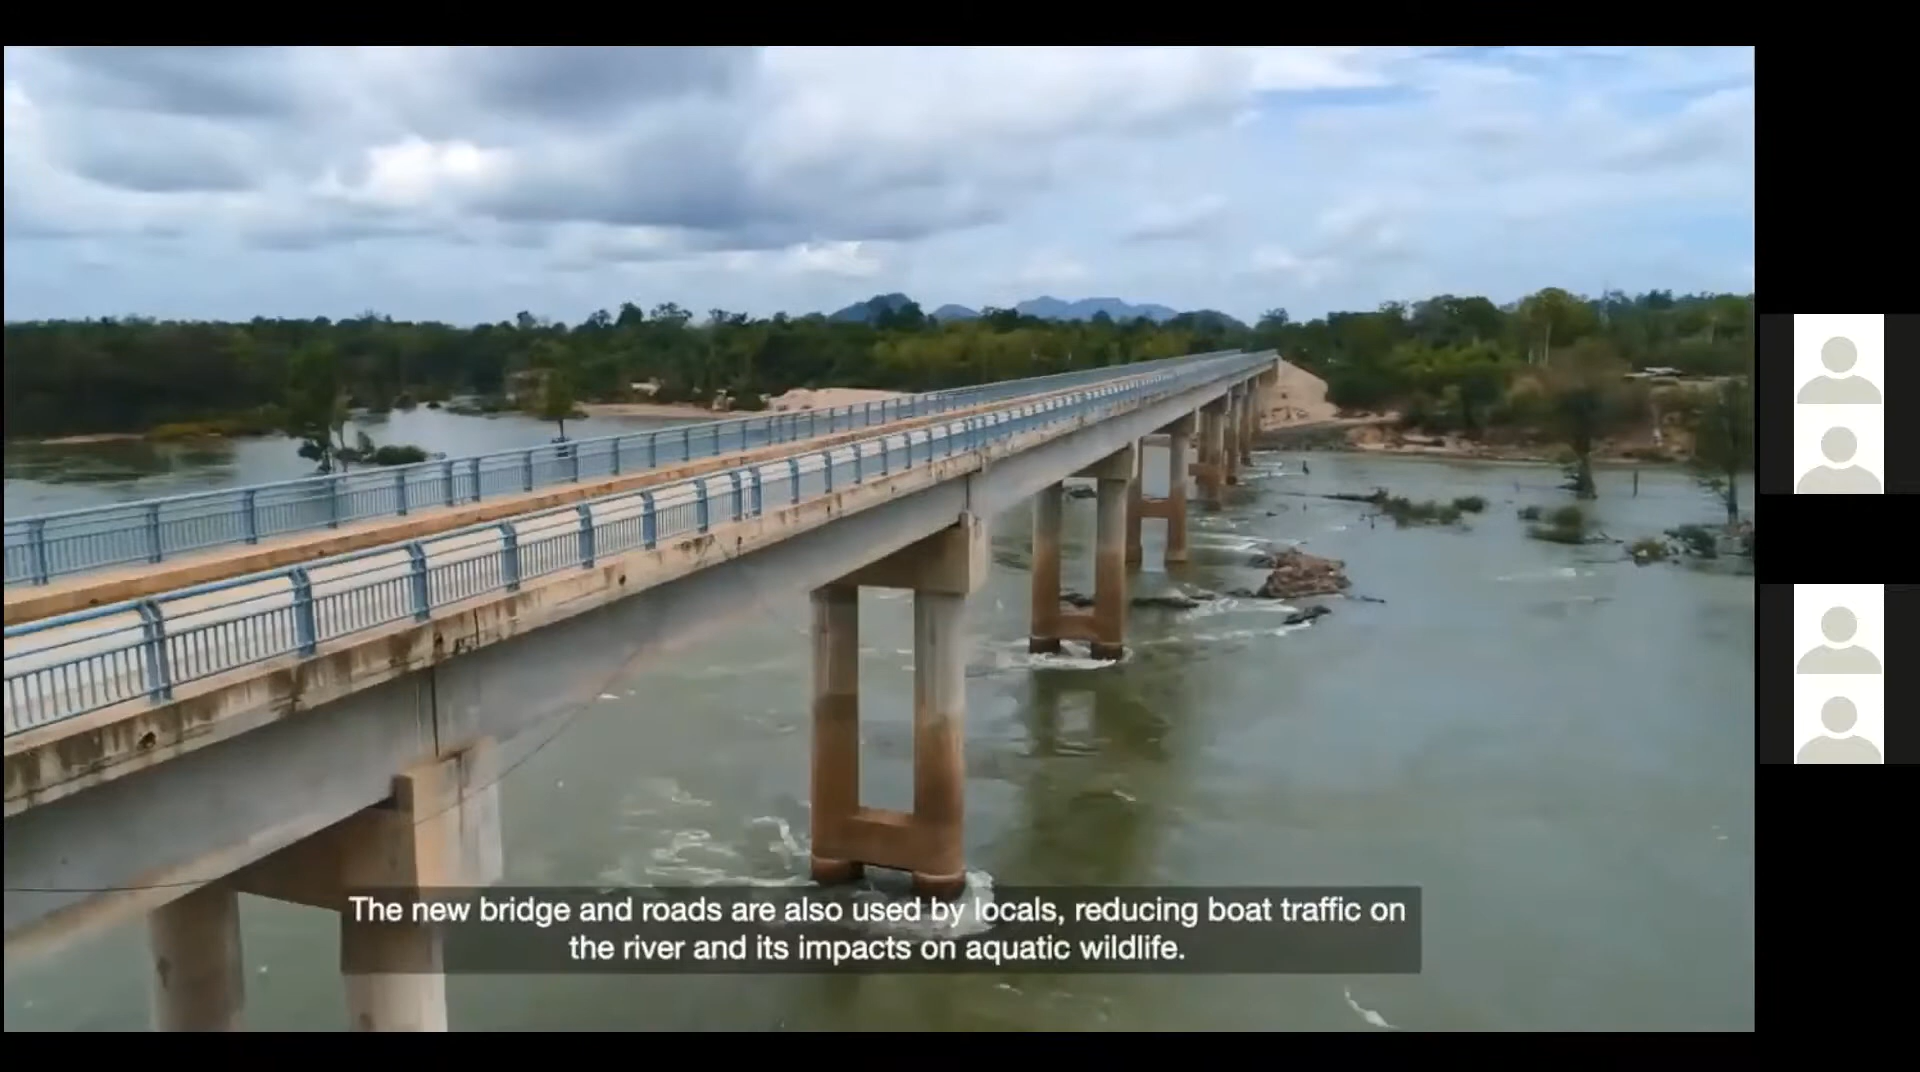 The new bridge and roads are also used by locals, reducing boat traffic on
the river and its impacts on aquatic wildlife.